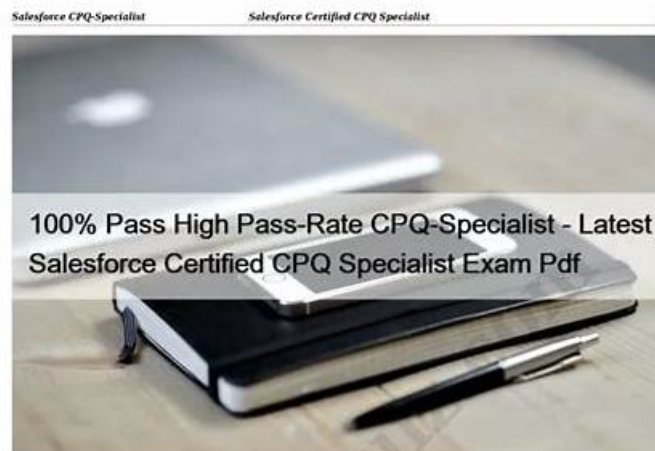 Salesforce CPQ-Specialist Salesforce Certified CPQ Specialist
100% Pass High Pass-Rate CPQ-Specialist - Latest
Salesforce Certified CPQ Specialist Exam Pdf